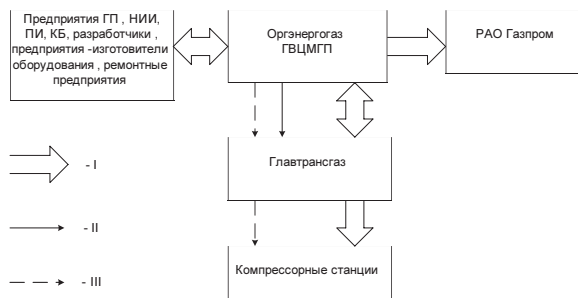 Предприятия ГП , НИИ,
ПИ, КБ, разработчики ,
предприятия -изготовители
оборудования , ремонтные
предприятия
Оргэнергогаз
ГВЦМГП
РАО Газпром
Главтрансгаз
- I
- II
- III
Компрессорные станции